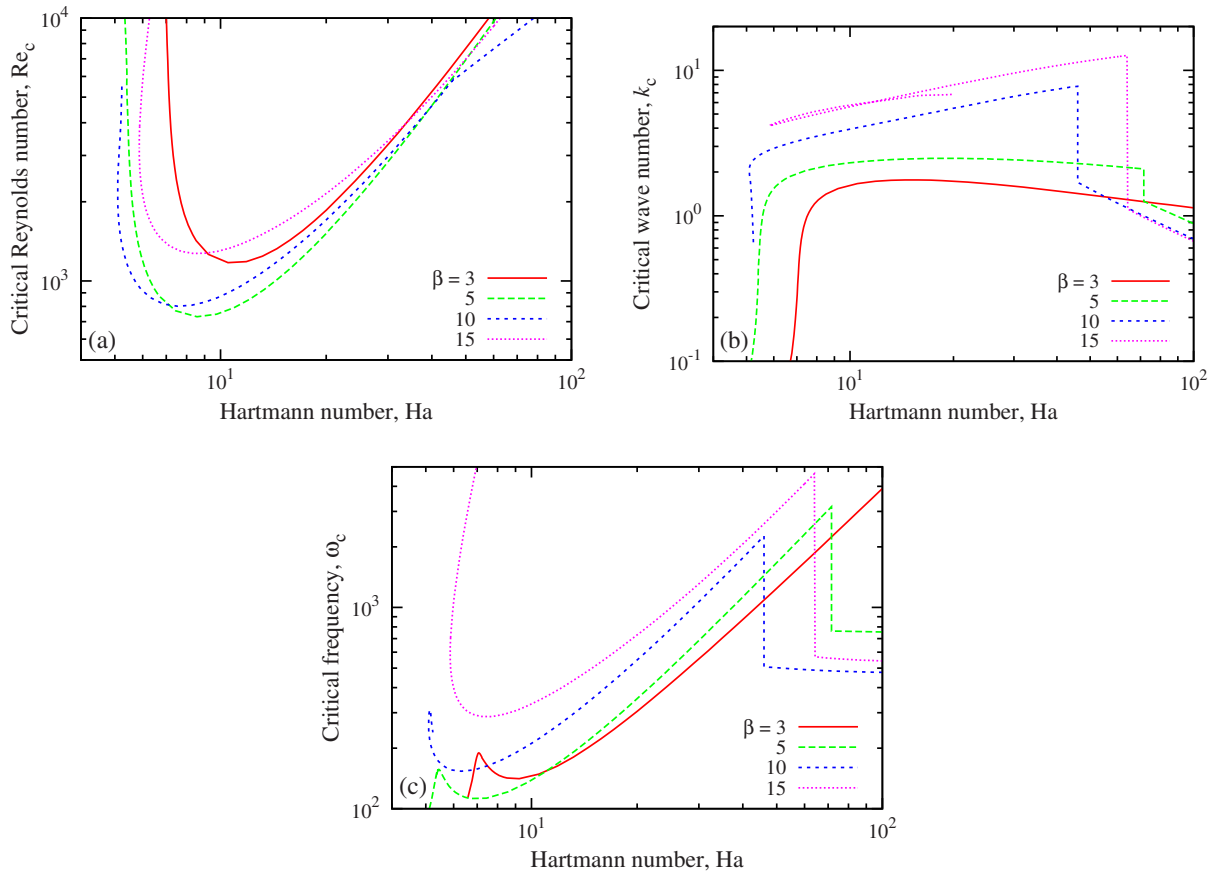 10^4
10^3
Critical Reynolds number, Re_c
(a)
β = 3
5
10
15
10^1
10^2
Hartmann number, Ha
10^2
10^1
10^0
10^-1
Critical wave number, k_c
(b)
β = 3
5
10
15
10^1
10^2
Hartmann number, Ha
10^3
10^2
Critical frequency, ω_c
(c)
β = 3
5
10
15
10^1
10^2
Hartmann number, Ha